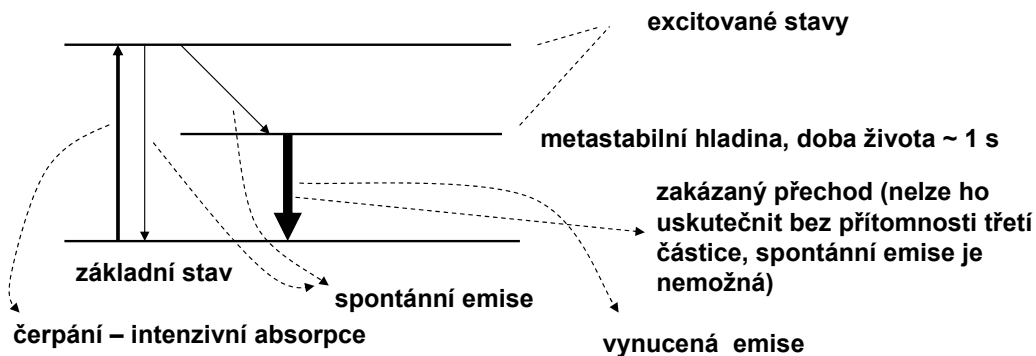 excitované stavy
metastabilní hladina, doba života ~ 1 s
zakázaný přechod (nelze ho
uskutečnit bez přítomnosti třetí
částice, spontánní emise je
nemožná)
základní stav
spontánní emise
čerpání – intenzivní absorpce
vynucená emise